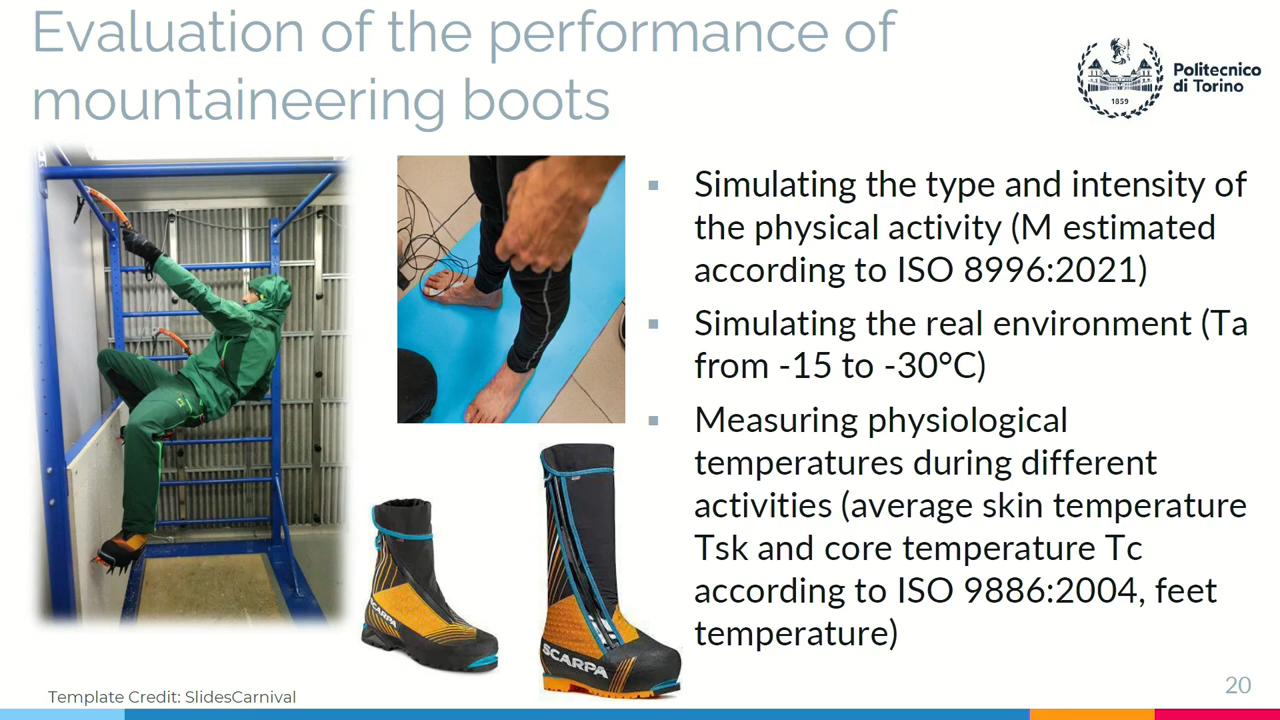 Evaluation of the performance of
mountaineering boots
Politecnico
di Torino
1859
▪ Simulating the type and intensity of
the physical activity (M estimated
according to ISO 8996:2021)
▪ Simulating the real environment (Ta
from -15 to -30°C)
▪ Measuring physiological
temperatures during different
activities (average skin temperature
Tsk and core temperature Tc
according to ISO 9886:2004, feet
temperature)
SCARPA
SCARPA
Template Credit: SlidesCarnival
20